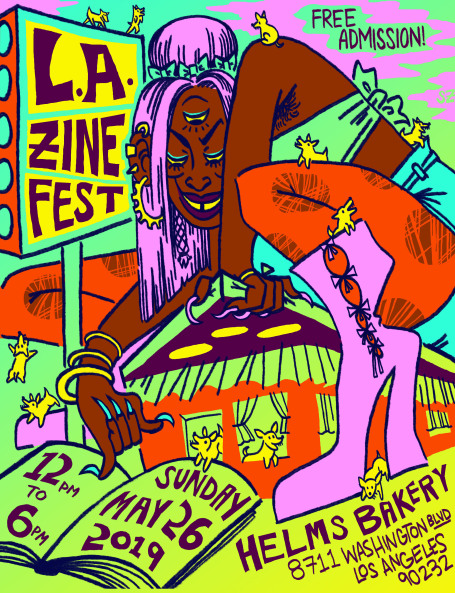 FREE
ADMISSION!
L.A.
ZINE
FEST
12PM
TO
6PM
SUNDAY
MAY 26
2019
HELMS BAKERY
8711 WASHINGTON BLVD
LOS ANGELES
90232